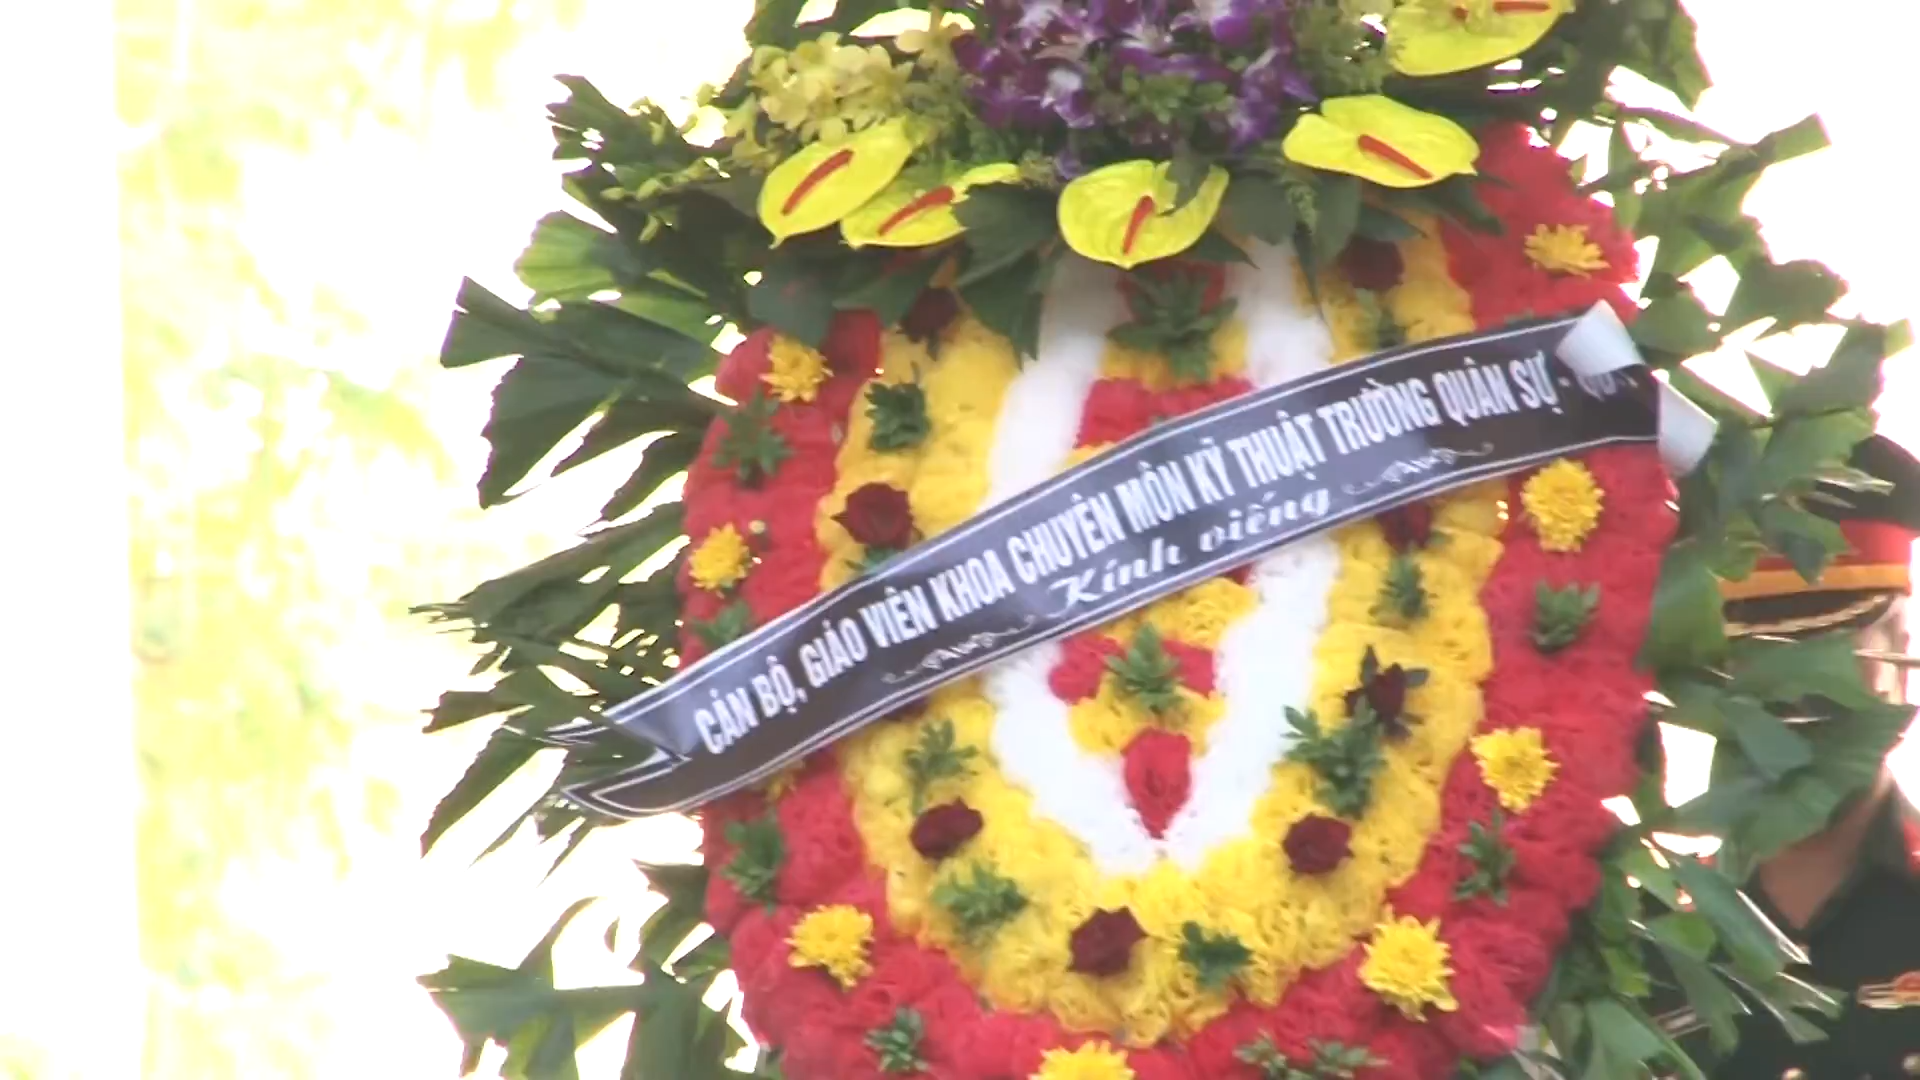 CÁN BỘ, GIÁO VIÊN KHOA CHUYÊN MÔN KỸ THUẬT TRƯỜNG QUÂN SỰ -
Kính viếng